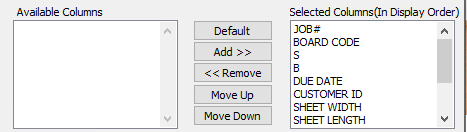 Available Columns
Selected Columns(In Display Order)
Default
Add >>
<< Remove
Move Up
Move Down
JOB#
BOARD CODE
S
B
DUE DATE
CUSTOMER ID
SHEET WIDTH
SHEET LENGTH